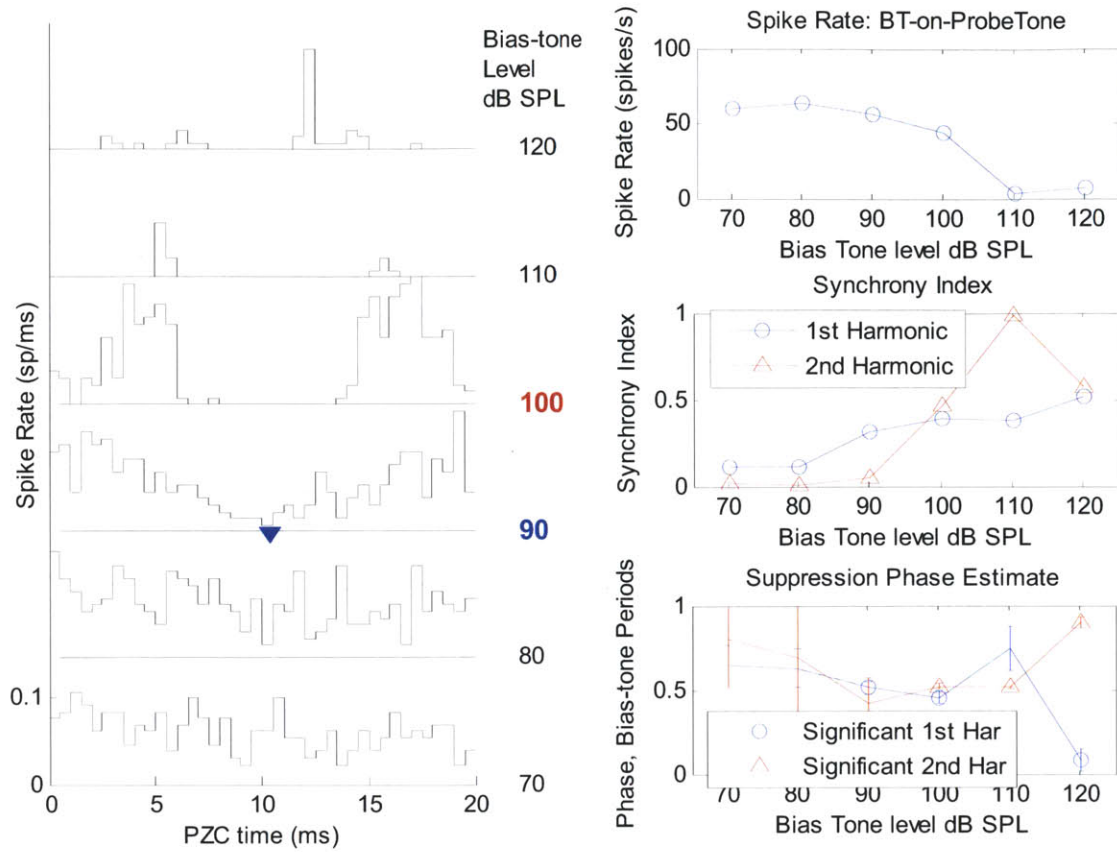 Bias-tone
Level
dB SPL
120
110
100
90
80
70
Spike Rate (sp/ms)
0.1
0
0 5 10 15 20
PZC time (ms)
Spike Rate: BT-on-ProbeTone
Spike Rate (spikes/s)
100
50
0
70 80 90 100 110 120
Bias Tone level dB SPL
Synchrony Index
Synchrony Index
1
0.5
0
1st Harmonic
2nd Harmonic
70 80 90 100 110 120
Bias Tone level dB SPL
Suppression Phase Estimate
Phase, Bias-tone Periods
1
0.5
0
Significant 1st Har
Significant 2nd Har
70 80 90 100 110 120
Bias Tone level dB SPL